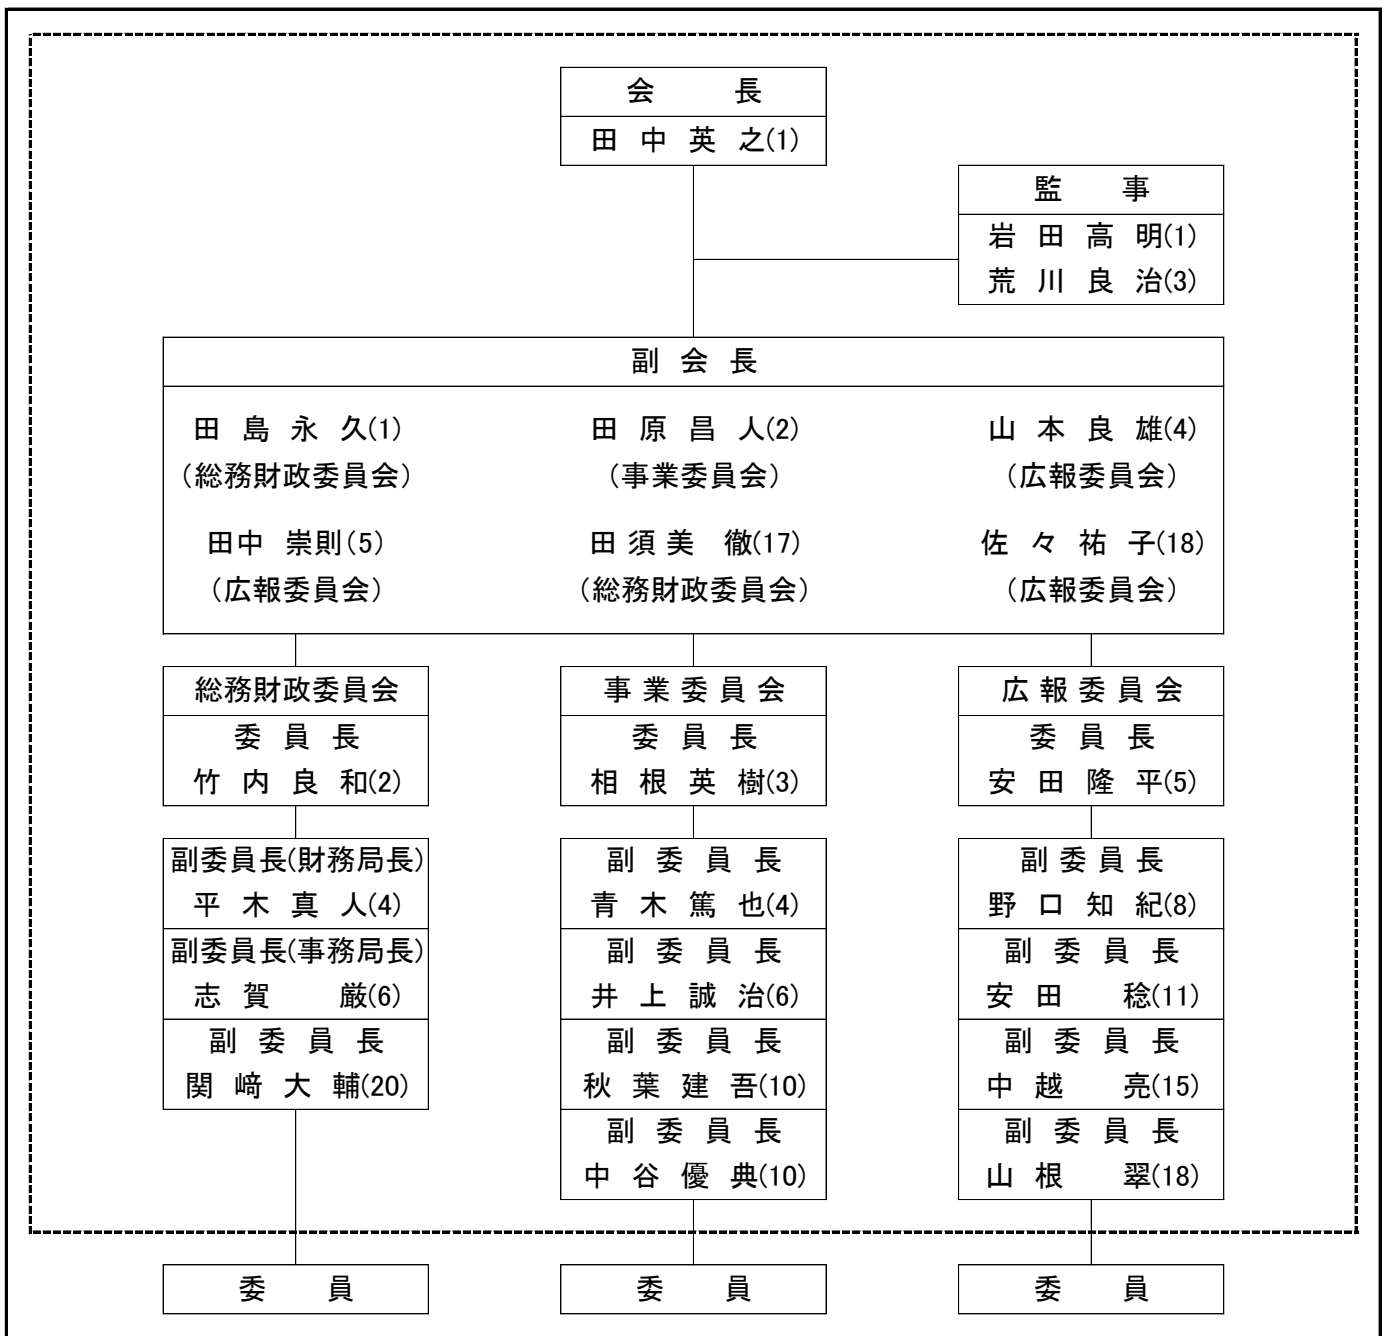 会長
田中英之(1)
監事
岩田高明(1)
荒川良治(3)
副会長
田島永久(1) 田原昌人(2) 山本良雄(4)
（総務財政委員会） （事業委員会） （広報委員会）
田中 崇則(5) 田須美 徹(17) 佐々祐子(18)
（広報委員会） （総務財政委員会） （広報委員会）
総務財政委員会
委員長
竹内良和(2)
副委員長(財務局長)
平木真人(4)
副委員長(事務局長)
志賀 厳(6)
副委員長
関﨑大輔(20)
委員
事業委員会
委員長
相根英樹(3)
副委員長
青木篤也(4)
副委員長
井上誠治(6)
副委員長
秋葉建吾(10)
副委員長
中谷優典(10)
委員
広報委員会
委員長
安田隆平(5)
副委員長
野口知紀(8)
副委員長
安田 稔(11)
副委員長
中越 亮(15)
副委員長
山根 翠(18)
委員